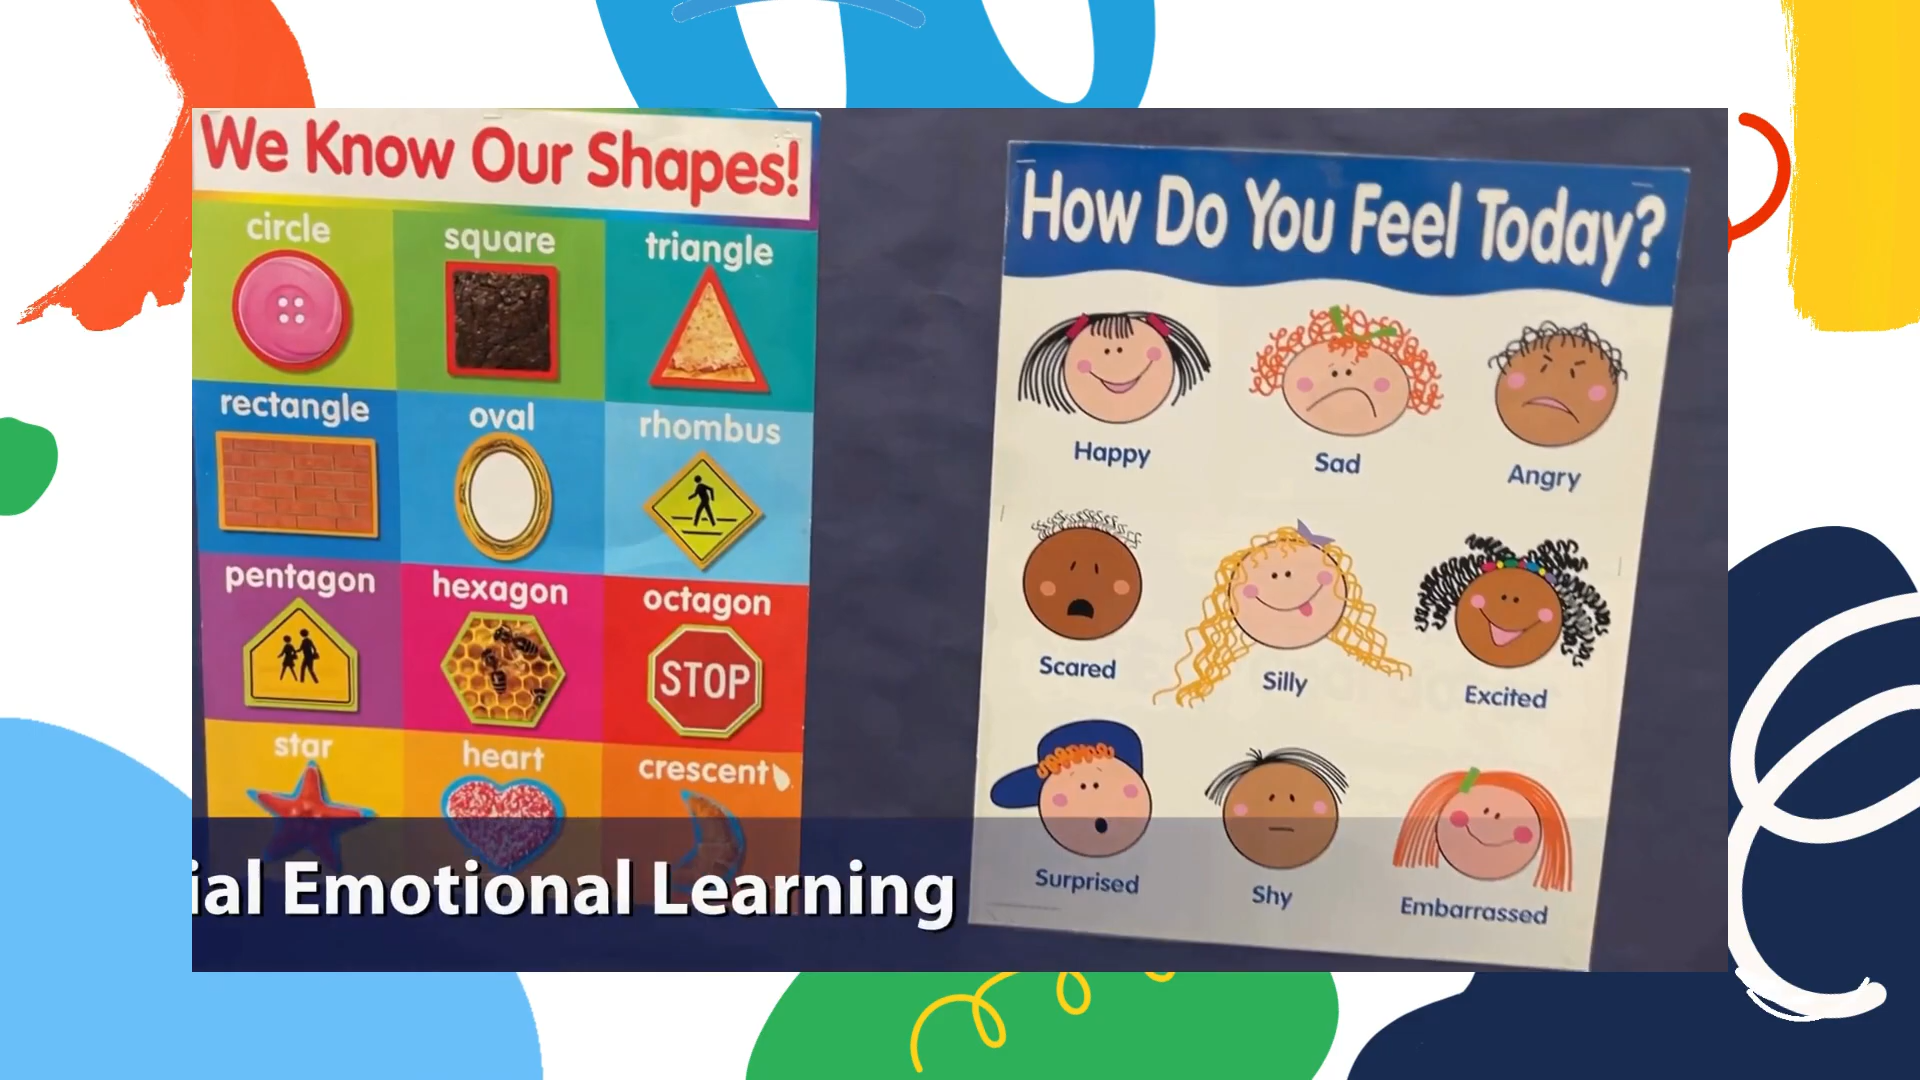 We Know Our Shapes!
circle square triangle
rectangle oval rhombus
pentagon hexagon octagon
STOP
star heart crescent
How Do You Feel Today?
Happy Sad Angry
Scared Silly Excited
Surprised Shy Embarrassed
ial Emotional Learning